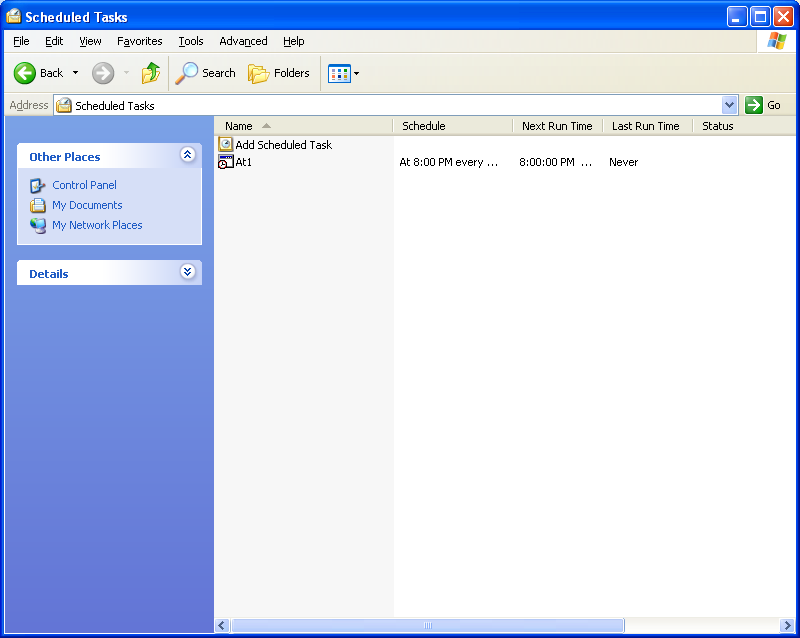 Scheduled Tasks
File Edit View Favorites Tools Advanced Help
Back Search Folders
Address Scheduled Tasks Go
Name Schedule Next Run Time Last Run Time Status
Other Places
Control Panel
My Documents
My Network Places
Details
Add Scheduled Task
At1 At 8:00 PM every ... 8:00:00 PM ... Never